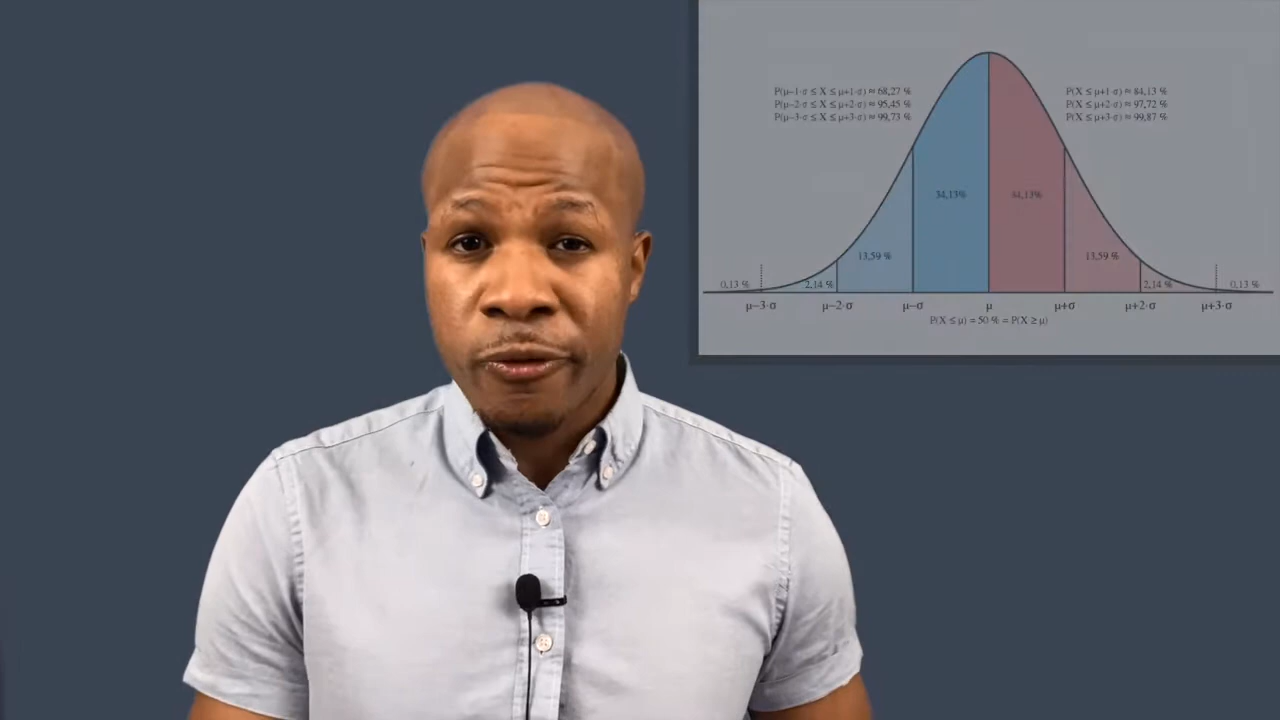 P(μ−1·σ ≤ X ≤ μ+1·σ) ≈ 68,27 %
P(μ−2·σ ≤ X ≤ μ+2·σ) ≈ 95,45 %
P(μ−3·σ ≤ X ≤ μ+3·σ) ≈ 99,73 %
P(X ≤ μ+1·σ) ≈ 84,13 %
P(X ≤ μ+2·σ) ≈ 97,72 %
P(X ≤ μ+3·σ) ≈ 99,87 %
34,13% 34,13%
13,59 % 13,59 %
0,13 % 2,14 % 2,14 % 0,13 %
μ−3·σ μ−2·σ μ−σ μ μ+σ μ+2·σ μ+3·σ
P(X ≤ μ) = 50 % = P(X ≥ μ)